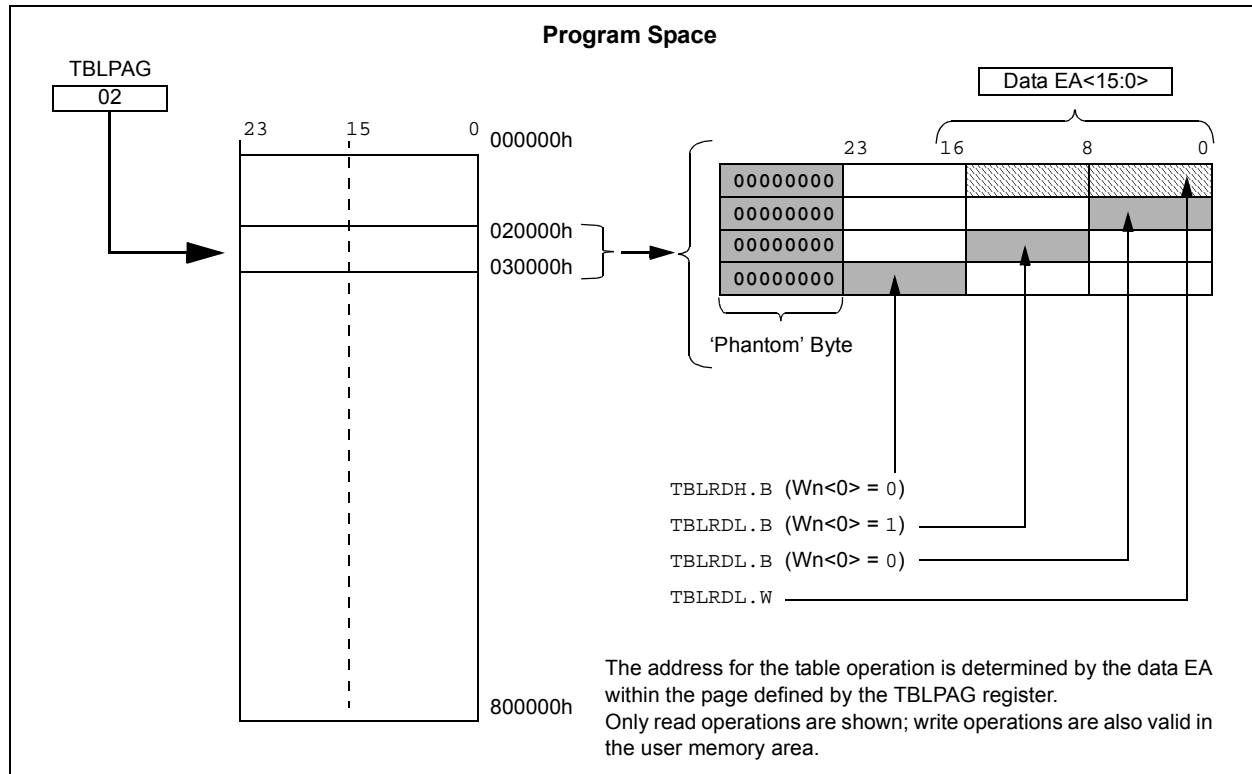 Program Space
TBLPAG
02
Data EA<15:0>
23 15 0
000000h
23 16 8 0
00000000
00000000
00000000
00000000
020000h
030000h
'Phantom' Byte
TBLRDH.B (Wn<0> = 0)
TBLRDL.B (Wn<0> = 1)
TBLRDL.B (Wn<0> = 0)
TBLRDL.W
The address for the table operation is determined by the data EA
within the page defined by the TBLPAG register.
Only read operations are shown; write operations are also valid in
the user memory area.
800000h